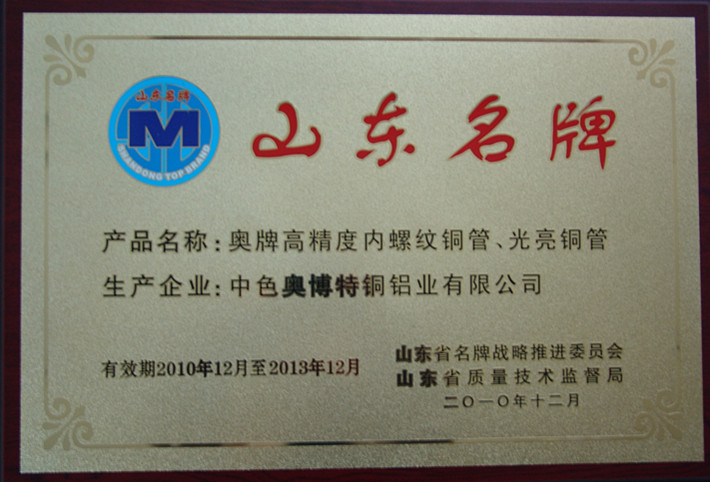 山东名牌
M
SHANDONG TOP BRAND
山东名牌
产品名称：奥牌高精度内螺纹铜管、光亮铜管
生产企业：中色奥博特铜铝业有限公司
有效期2010年12月至2013年12月
山东省名牌战略推进委员会
山东省质量技术监督局
二〇一〇年十二月